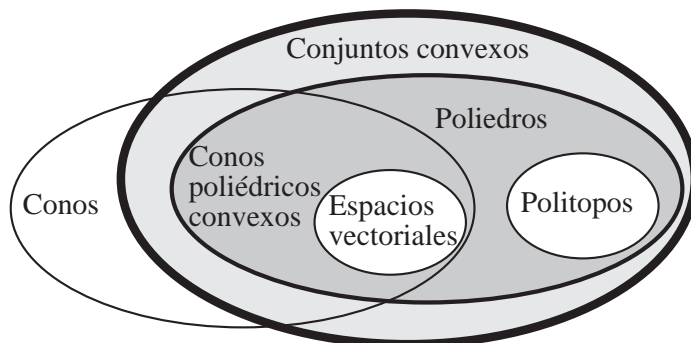 Conjuntos convexos
Poliedros
Conos
poliédricos
convexos
Conos
Espacios
vectoriales
Politopos